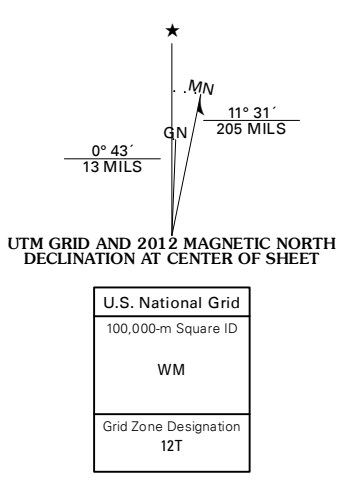 ★
MN
GN
11° 31´
205 MILS
0° 43´
13 MILS
UTM GRID AND 2012 MAGNETIC NORTH
DECLINATION AT CENTER OF SHEET
U.S. National Grid
100,000-m Square ID
WM
Grid Zone Designation
12T